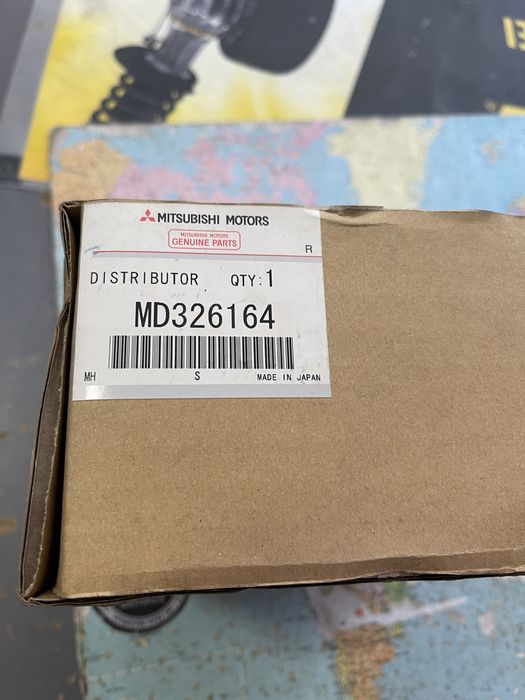 MITSUBISHI MOTORS
MITSUBISHI MOTORS
GENUINE PARTS
R
DISTRIBUTOR QTY:1
MD326164
MH S MADE IN JAPAN